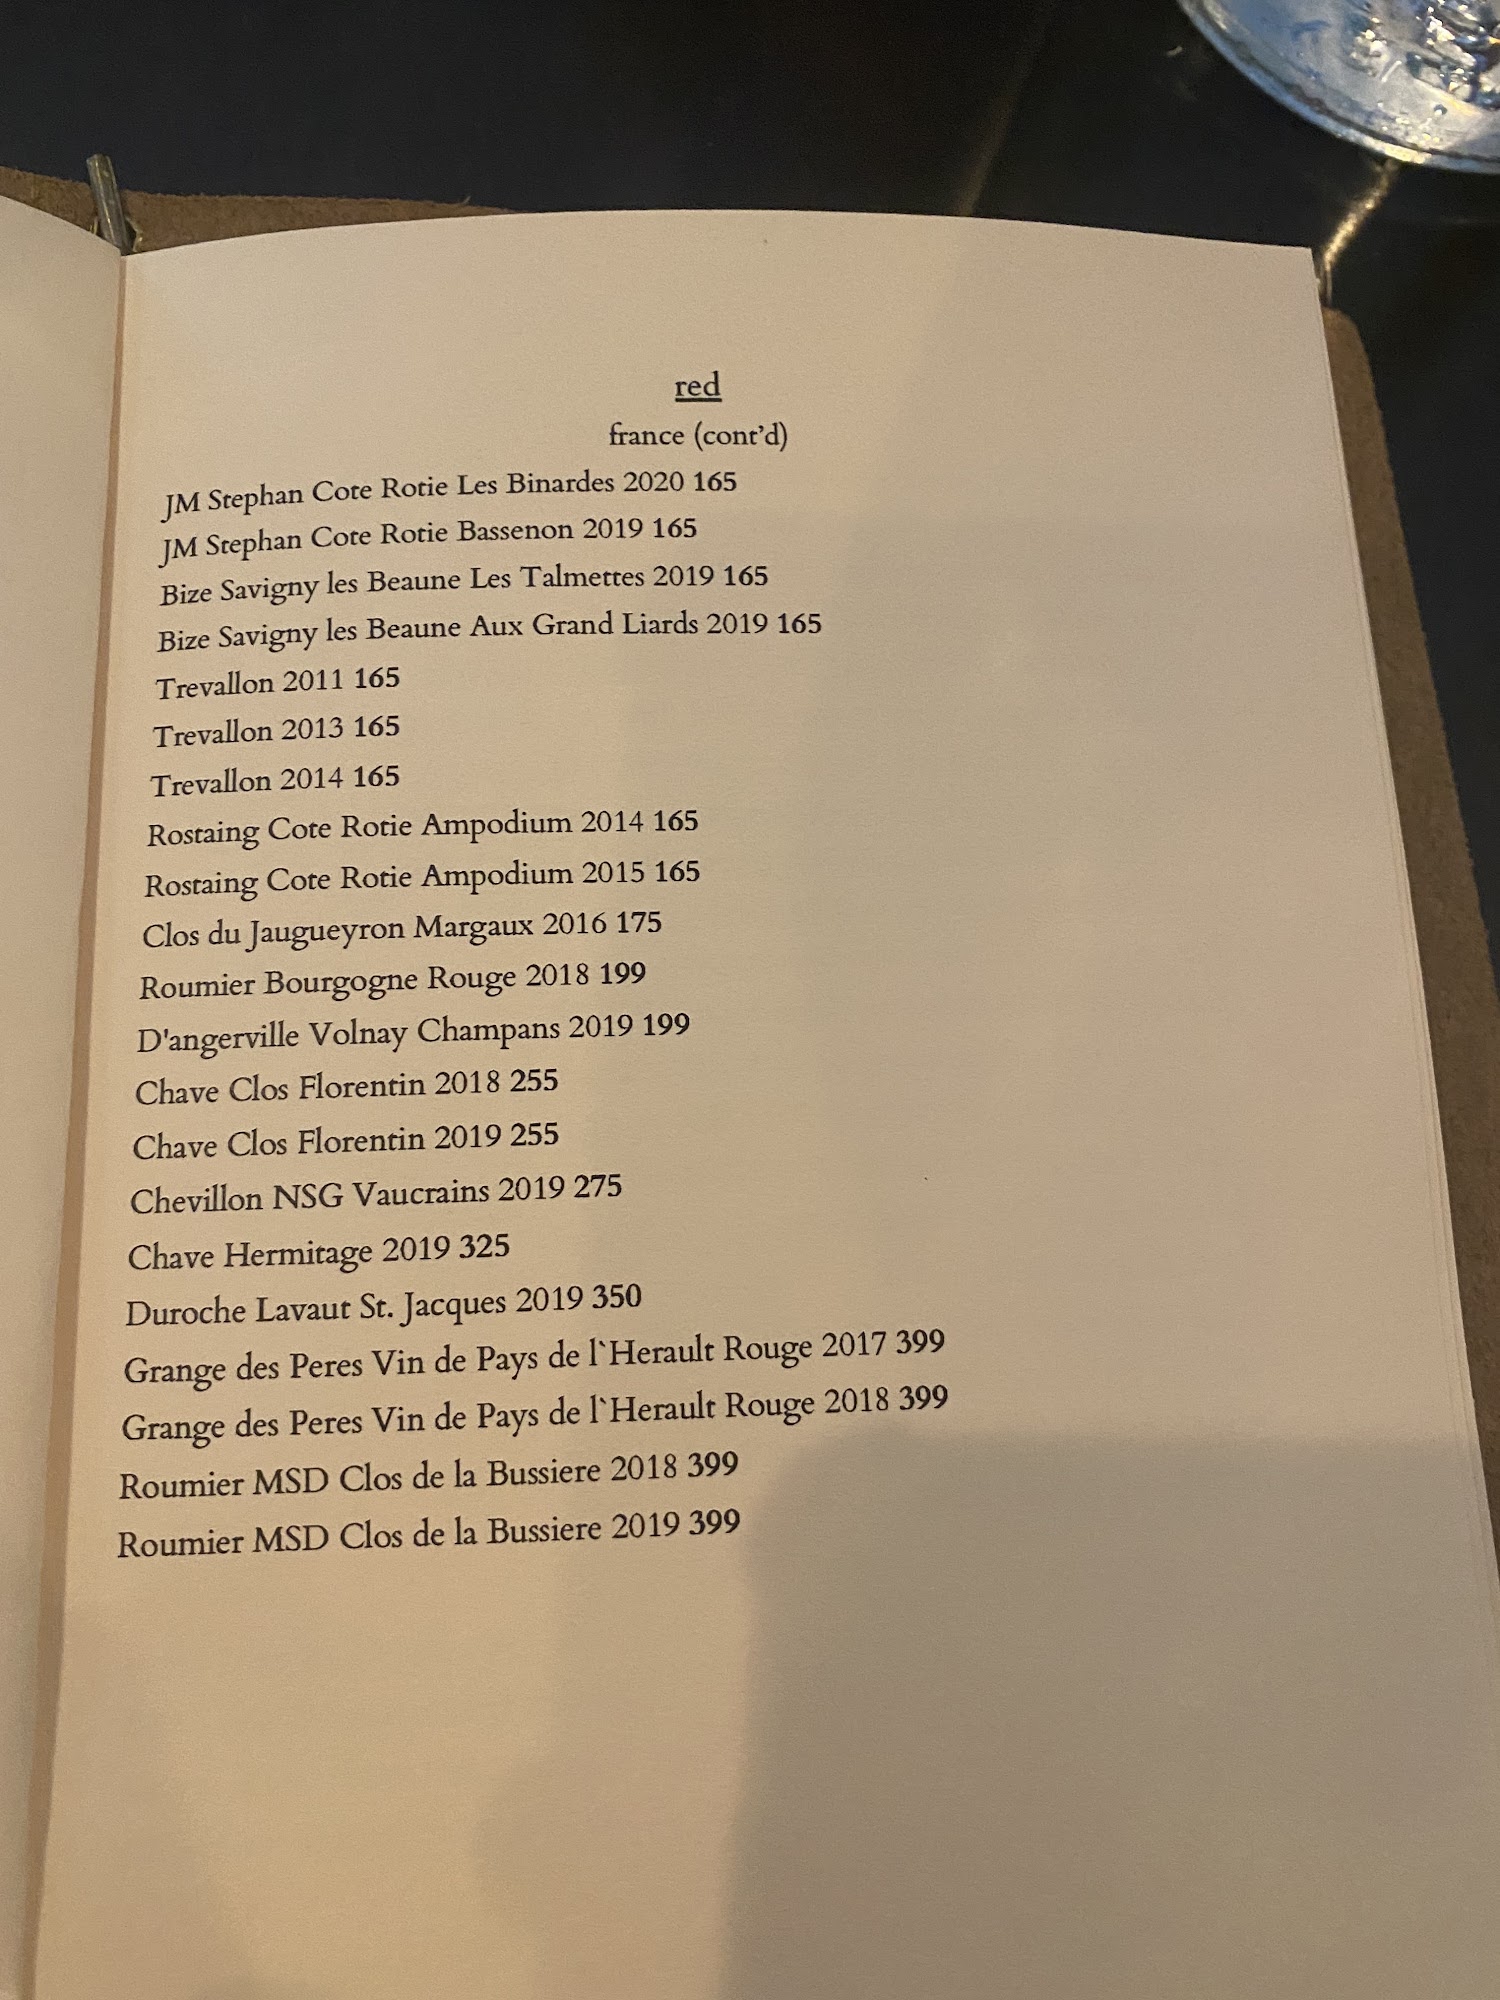 red
france (cont'd)
JM Stephan Cote Rotie Les Binardes 2020 165
JM Stephan Cote Rotie Bassenon 2019 165
Bize Savigny les Beaune Les Talmettes 2019 165
Bize Savigny les Beaune Aux Grand Liards 2019 165
Trevallon 2011 165
Trevallon 2013 165
Trevallon 2014 165
Rostaing Cote Rotie Ampodium 2014 165
Rostaing Cote Rotie Ampodium 2015 165
Clos du Jaugueyron Margaux 2016 175
Roumier Bourgogne Rouge 2018 199
D'angerville Volnay Champans 2019 199
Chave Clos Florentin 2018 255
Chave Clos Florentin 2019 255
Chevillon NSG Vaucrains 2019 275
Chave Hermitage 2019 325
Duroche Lavaut St. Jacques 2019 350
Grange des Peres Vin de Pays de l`Herault Rouge 2017 399
Grange des Peres Vin de Pays de l`Herault Rouge 2018 399
Roumier MSD Clos de la Bussiere 2018 399
Roumier MSD Clos de la Bussiere 2019 399